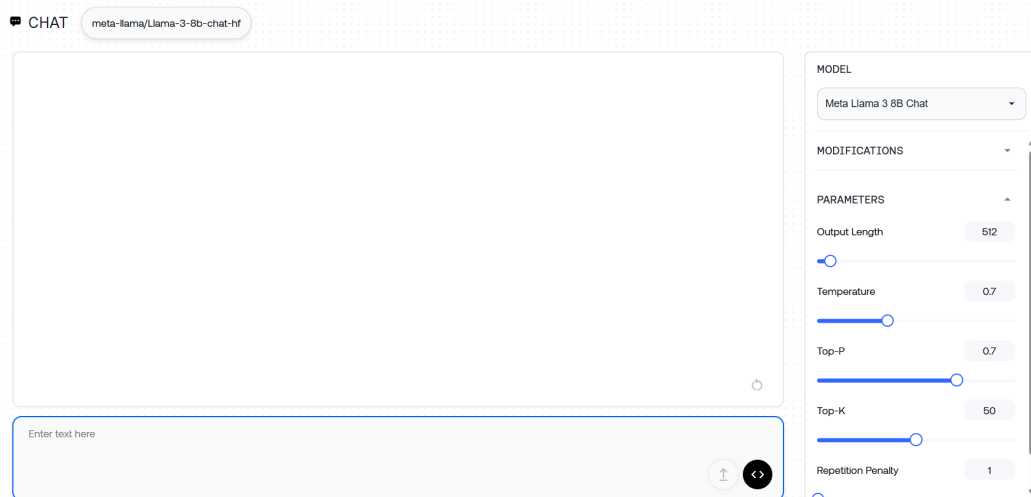 CHAT
meta-llama/Llama-3-8b-chat-hf
MODEL
Meta Llama 3 8B Chat
MODIFICATIONS
PARAMETERS
Output Length
512
Temperature
0.7
Top-P
0.7
Top-K
50
Repetition Penalty
1
Enter text here